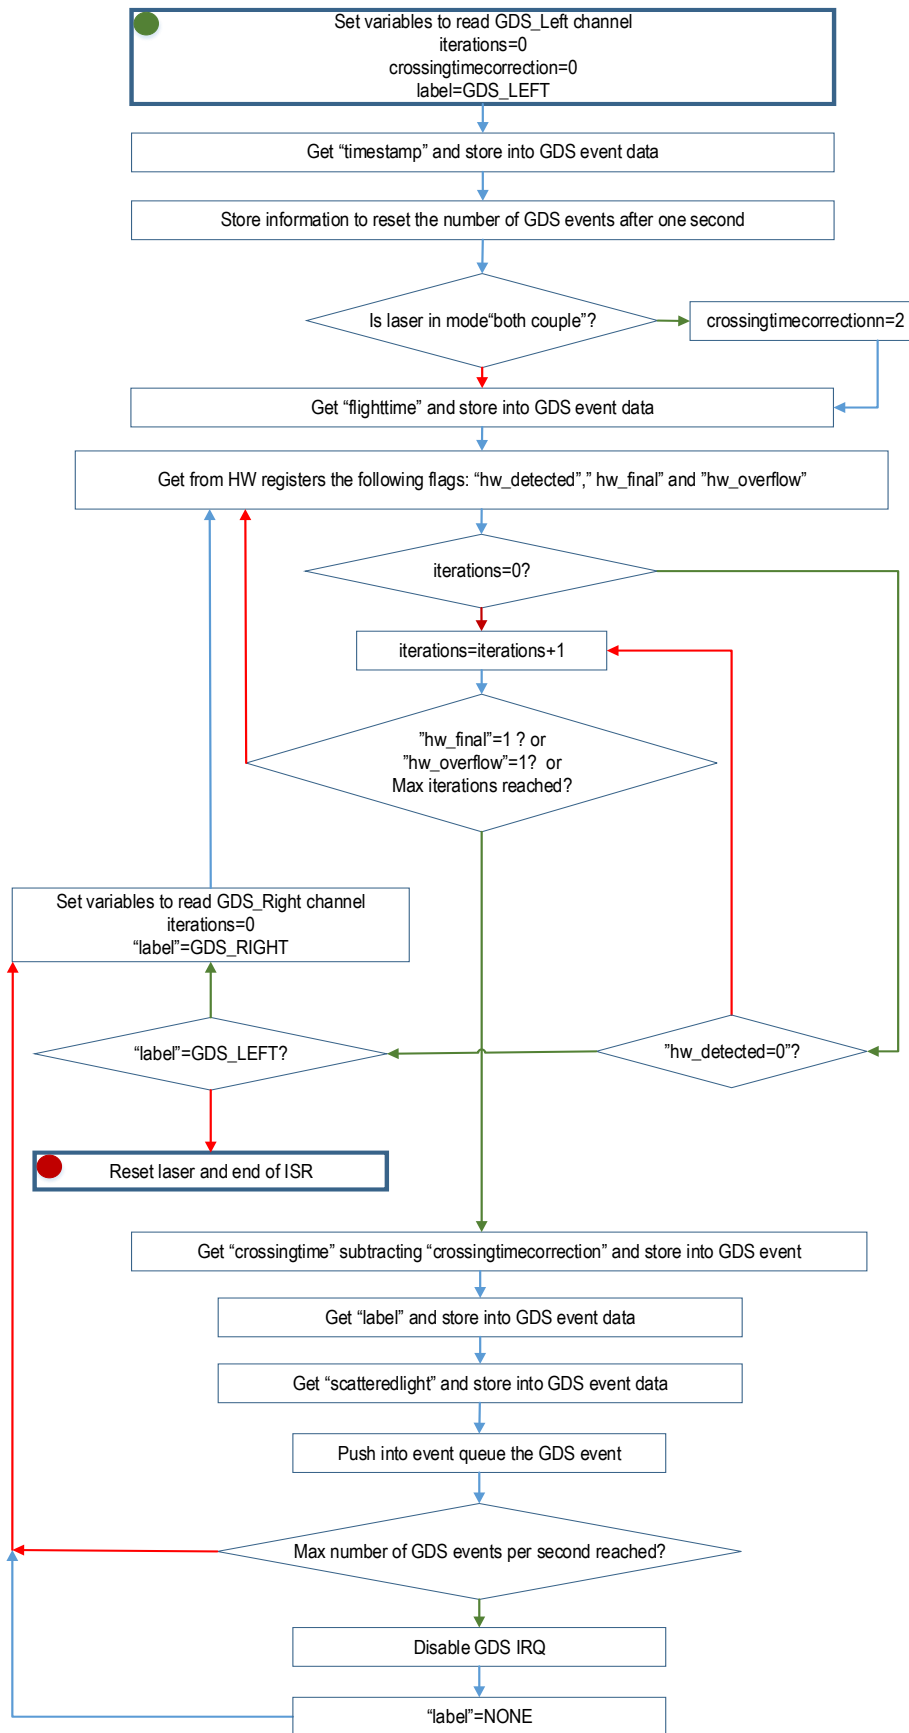 Set variables to read GDS_Left channel
iterations=0
crossingtimecorrection=0
label=GDS_LEFT
Get “timestamp” and store into GDS event data
Store information to reset the number of GDS events after one second
Is laser in mode“both couple”?
crossingtimecorrectionn=2
Get “flighttime” and store into GDS event data
Get from HW registers the following flags: “hw_detected”,” hw_final” and ”hw_overflow”
iterations=0?
iterations=iterations+1
”hw_final”=1 ? or
”hw_overflow”=1? or
Max iterations reached?
Set variables to read GDS_Right channel
iterations=0
“label”=GDS_RIGHT
“label”=GDS_LEFT?
”hw_detected=0”?
Reset laser and end of ISR
Get “crossingtime” subtracting “crossingtimecorrection” and store into GDS event
Get “label” and store into GDS event data
Get “scatteredlight” and store into GDS event data
Push into event queue the GDS event
Max number of GDS events per second reached?
Disable GDS IRQ
“label”=NONE